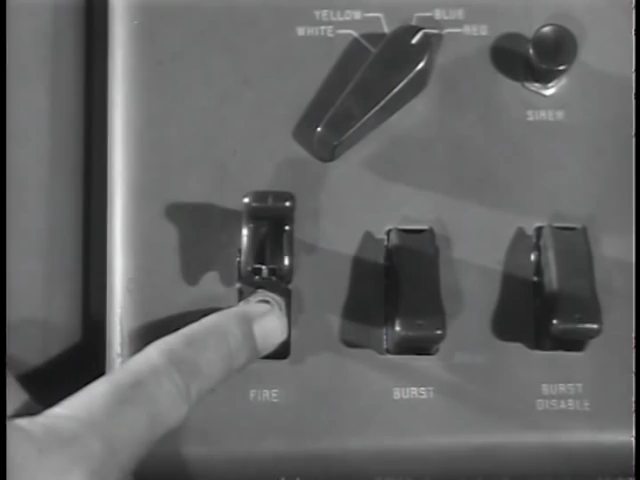 YELLOW BLUE
WHITE RED
SIREN
FIRE BURST BURST
DISABLE